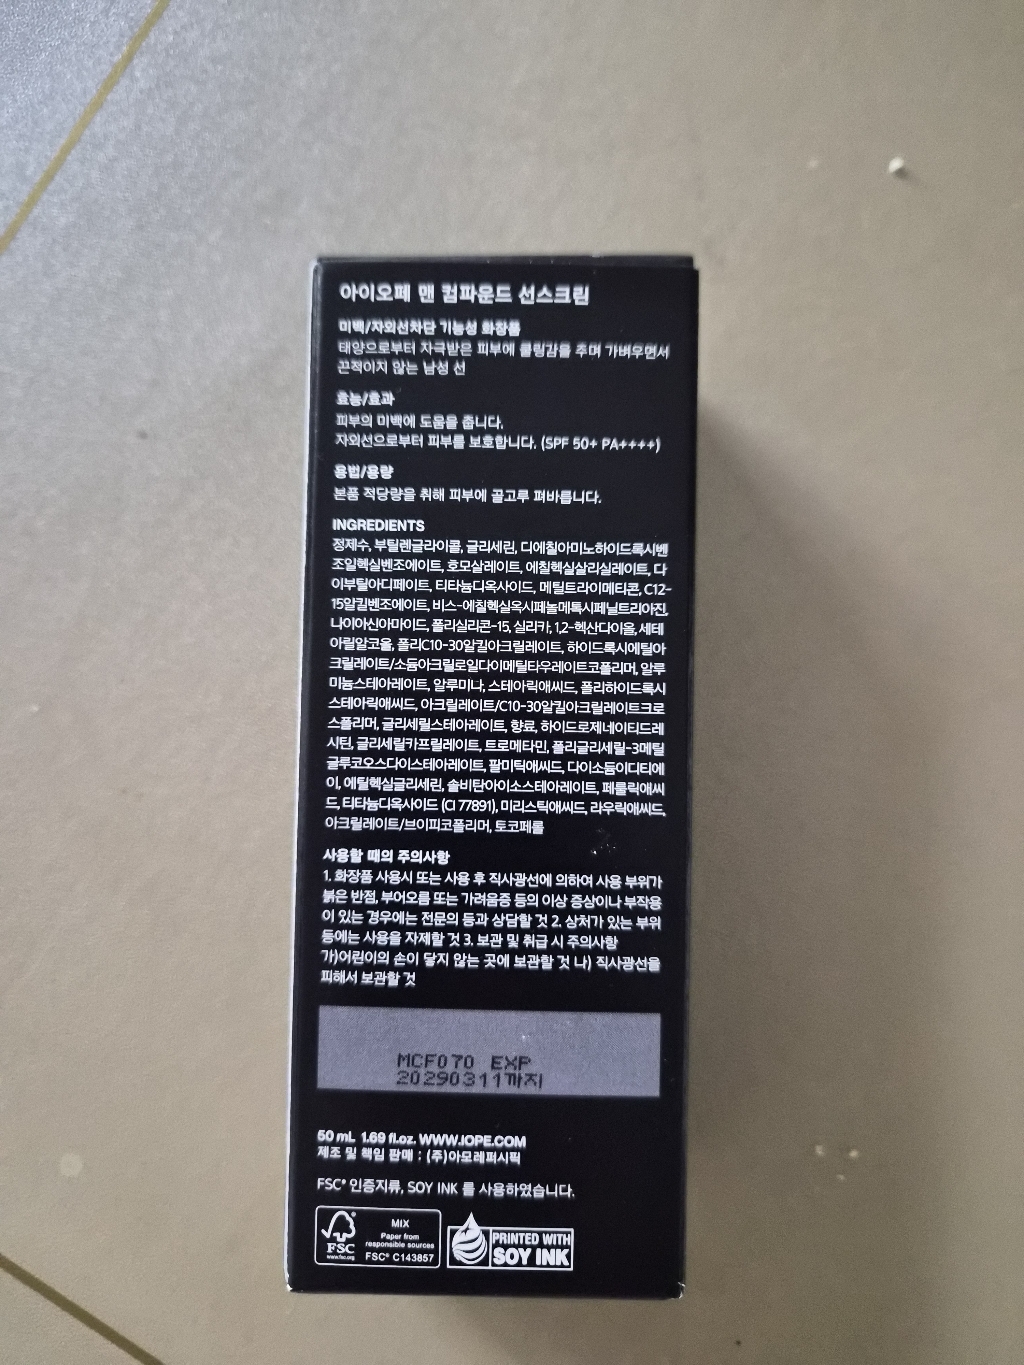 아이오페 맨 컴파운드 선스크림
미백/자외선차단 기능성 화장품
태양으로부터 자극받은 피부에 쿨링감을 주며 가벼우면서
끈적이지 않는 남성 선
효능/효과
피부의 미백에 도움을 줍니다.
자외선으로부터 피부를 보호합니다. (SPF 50+ PA++++)
용법/용량
본품 적당량을 취해 피부에 골고루 펴바릅니다.
INGREDIENTS
정제수, 부틸렌글라이콜, 글리세린, 디에칠아미노하이드록시벤
조일헥실벤조에이트, 호모살레이트, 에칠헥실살리실레이트, 다
이부틸아디페이트, 티타늄디옥사이드, 메틸트라이메티콘, C12-
15알킬벤조에이트, 비스-에칠헥실옥시페놀메톡시페닐트리아진,
나이아신아마이드, 폴리실리콘-15, 실리카, 1,2-헥산다이올, 세테
아릴알코올, 폴리C10-30알킬아크릴레이트, 하이드록시에틸아
크릴레이트/소듐아크릴로일다이메틸타우레이트코폴리머, 알루
미늄스테아레이트, 알루미나, 스테아릭애씨드, 폴리하이드록시
스테아릭애씨드, 아크릴레이트/C10-30알킬아크릴레이트크로
스폴리머, 글리세릴스테아레이트, 향료, 하이드로제네이티드레
시틴, 글리세릴카프릴레이트, 트로메타민, 폴리글리세릴-3메틸
글루코오스다이스테아레이트, 팔미틱애씨드, 다이소듐이디티에
이, 에틸헥실글리세린, 솔비탄아이소스테아레이트, 페룰릭애씨
드, 티타늄디옥사이드 (CI 77891), 미리스틱애씨드, 라우릭애씨드,
아크릴레이트/브이피코폴리머, 토코페롤
사용할 때의 주의사항
1. 화장품 사용시 또는 사용 후 직사광선에 의하여 사용 부위가
붉은 반점, 부어오름 또는 가려움증 등의 이상 증상이나 부작용
이 있는 경우에는 전문의 등과 상담할 것 2. 상처가 있는 부위
등에는 사용을 자제할 것 3. 보관 및 취급 시 주의사항
가)어린이의 손이 닿지 않는 곳에 보관할 것 나) 직사광선을
피해서 보관할 것
MCF070 EXP
20290311까지
50 mL 1.69 fl.oz. WWW.IOPE.COM
제조 및 책임 판매 : (주)아모레퍼시픽
FSC® 인증지류, SOY INK 를 사용하였습니다.
FSC
www.fsc.org
MIX
Paper from
responsible sources
FSC® C143857
PRINTED WITH
SOY INK